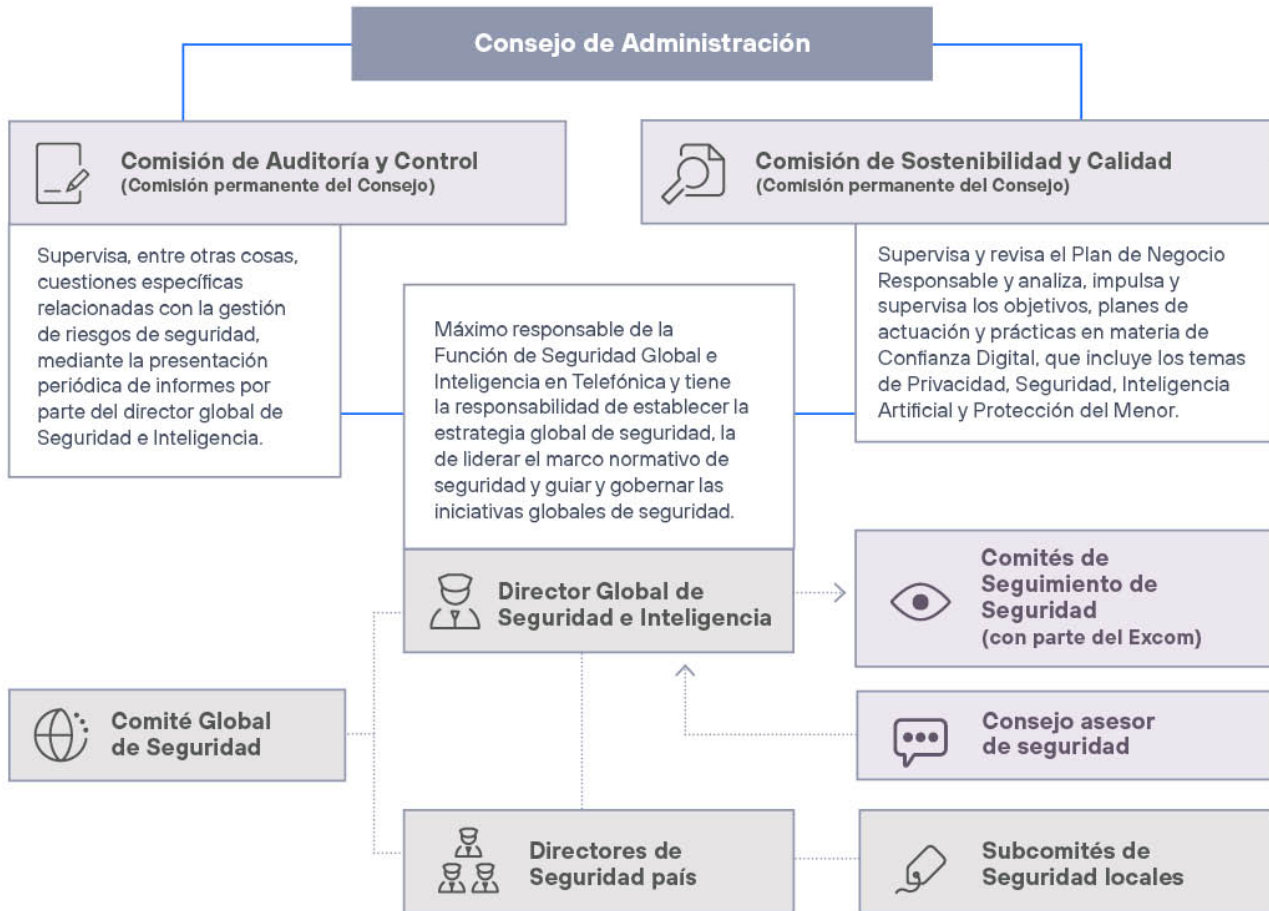 Consejo de Administración
Comisión de Auditoría y Control
(Comisión permanente del Consejo)
Supervisa, entre otras cosas,
cuestiones específicas
relacionadas con la gestión
de riesgos de seguridad,
mediante la presentación
periódica de informes por
parte del director global de
Seguridad e Inteligencia.
Comisión de Sostenibilidad y Calidad
(Comisión permanente del Consejo)
Supervisa y revisa el Plan de Negocio
Responsable y analiza, impulsa y
supervisa los objetivos, planes de
actuación y prácticas en materia de
Confianza Digital, que incluye los temas
de Privacidad, Seguridad, Inteligencia
Artificial y Protección del Menor.
Máximo responsable de la
Función de Seguridad Global e
Inteligencia en Telefónica y tiene
la responsabilidad de establecer la
estrategia global de seguridad, la
de liderar el marco normativo de
seguridad y guiar y gobernar las
iniciativas globales de seguridad.
Director Global de
Seguridad e Inteligencia
Comités de
Seguimiento de
Seguridad
(con parte del Excom)
Comité Global
de Seguridad
Consejo asesor
de seguridad
Directores de
Seguridad país
Subcomités de
Seguridad locales